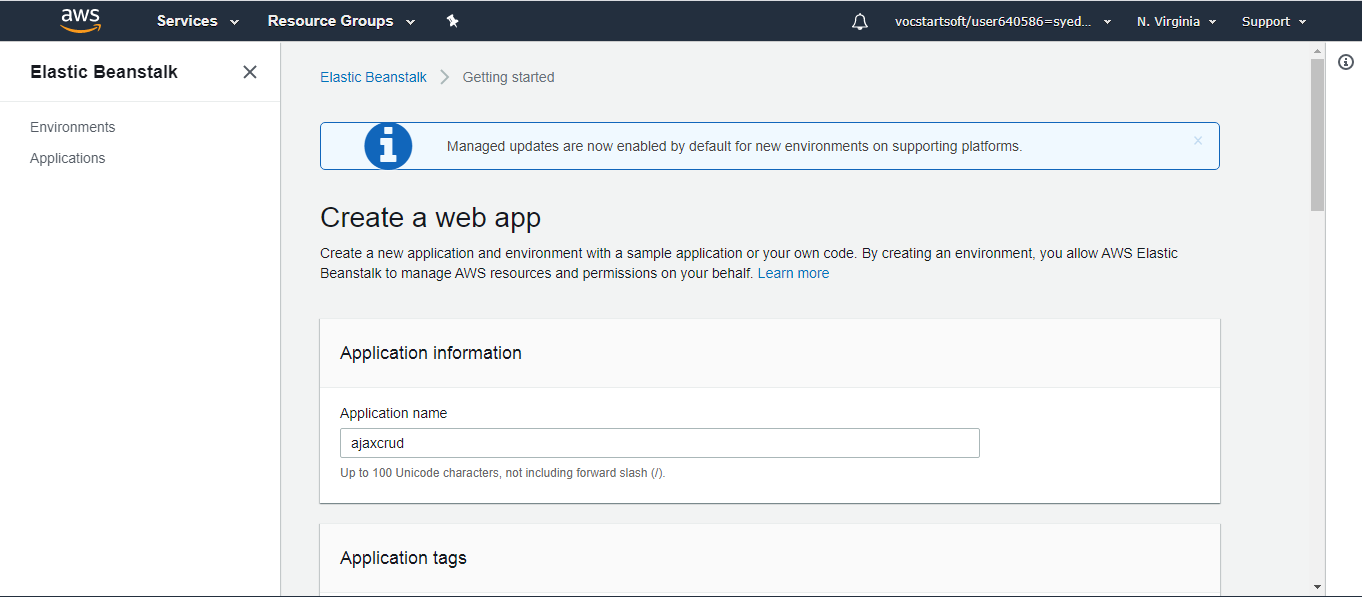 aws Services Resource Groups vocstartsoft/user640586=syed... N. Virginia Support
Elastic Beanstalk
Environments
Applications
Elastic Beanstalk Getting started
Managed updates are now enabled by default for new environments on supporting platforms.
Create a web app
Create a new application and environment with a sample application or your own code. By creating an environment, you allow AWS Elastic
Beanstalk to manage AWS resources and permissions on your behalf. Learn more
Application information
Application name
ajaxcrud
Up to 100 Unicode characters, not including forward slash (/).
Application tags